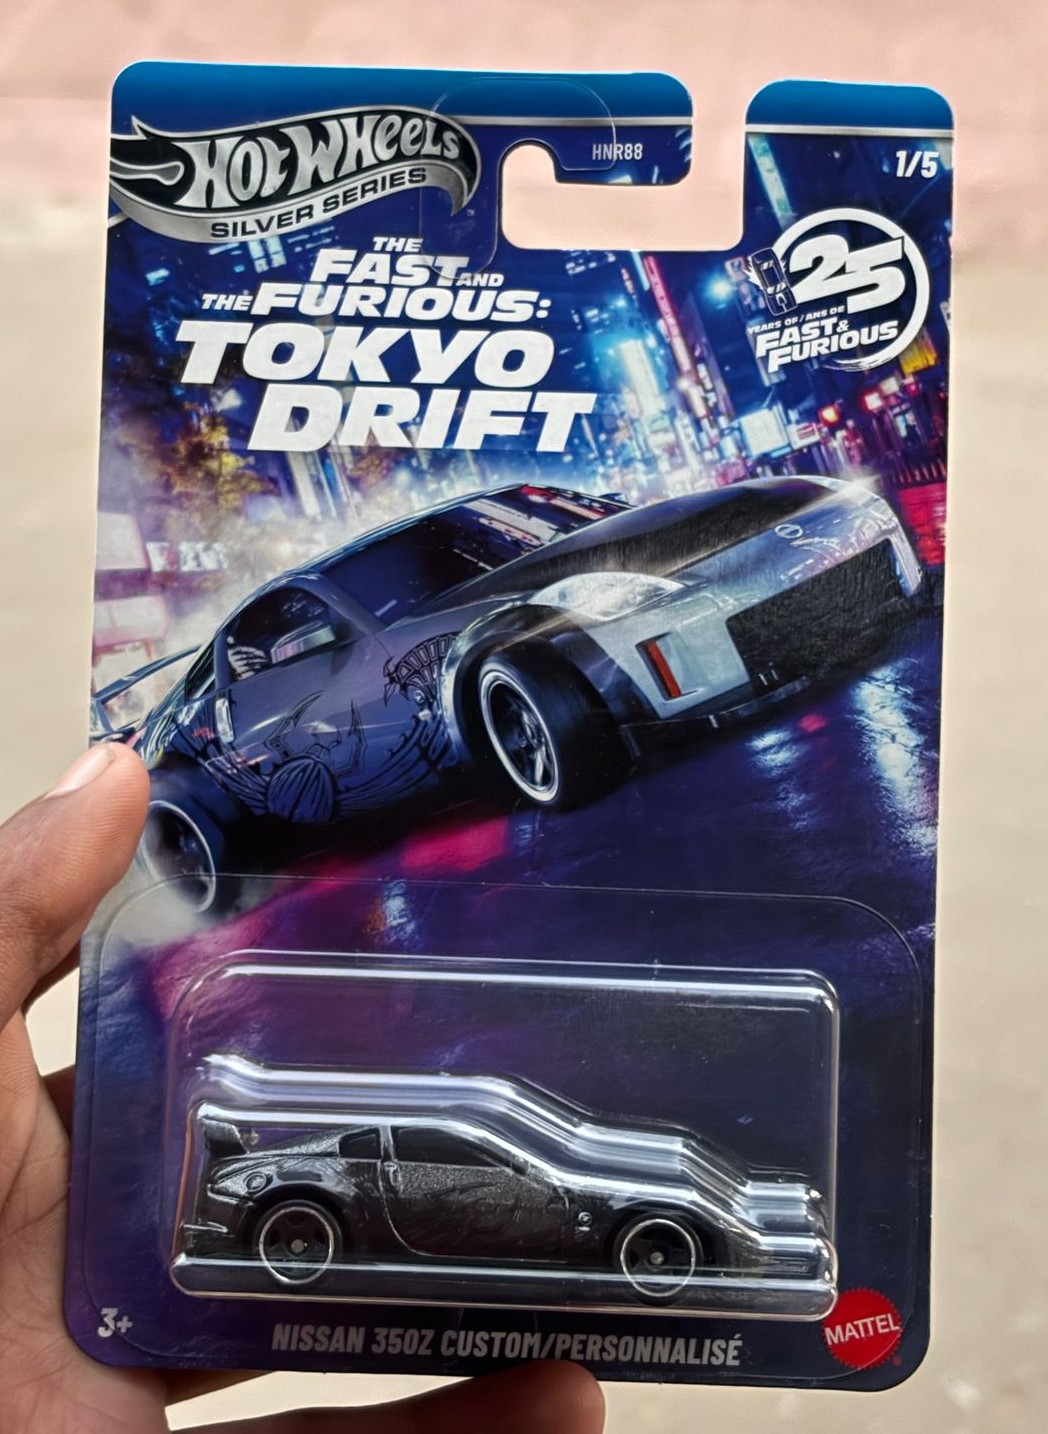 HOT WHEELS
SILVER SERIES
HNR88
1/5
THE
FAST AND
THE FURIOUS:
TOKYO
DRIFT
25
YEARS OF / ANS DE
FAST &
FURIOUS
3+
NISSAN 350Z CUSTOM/PERSONNALISÉ
MATTEL